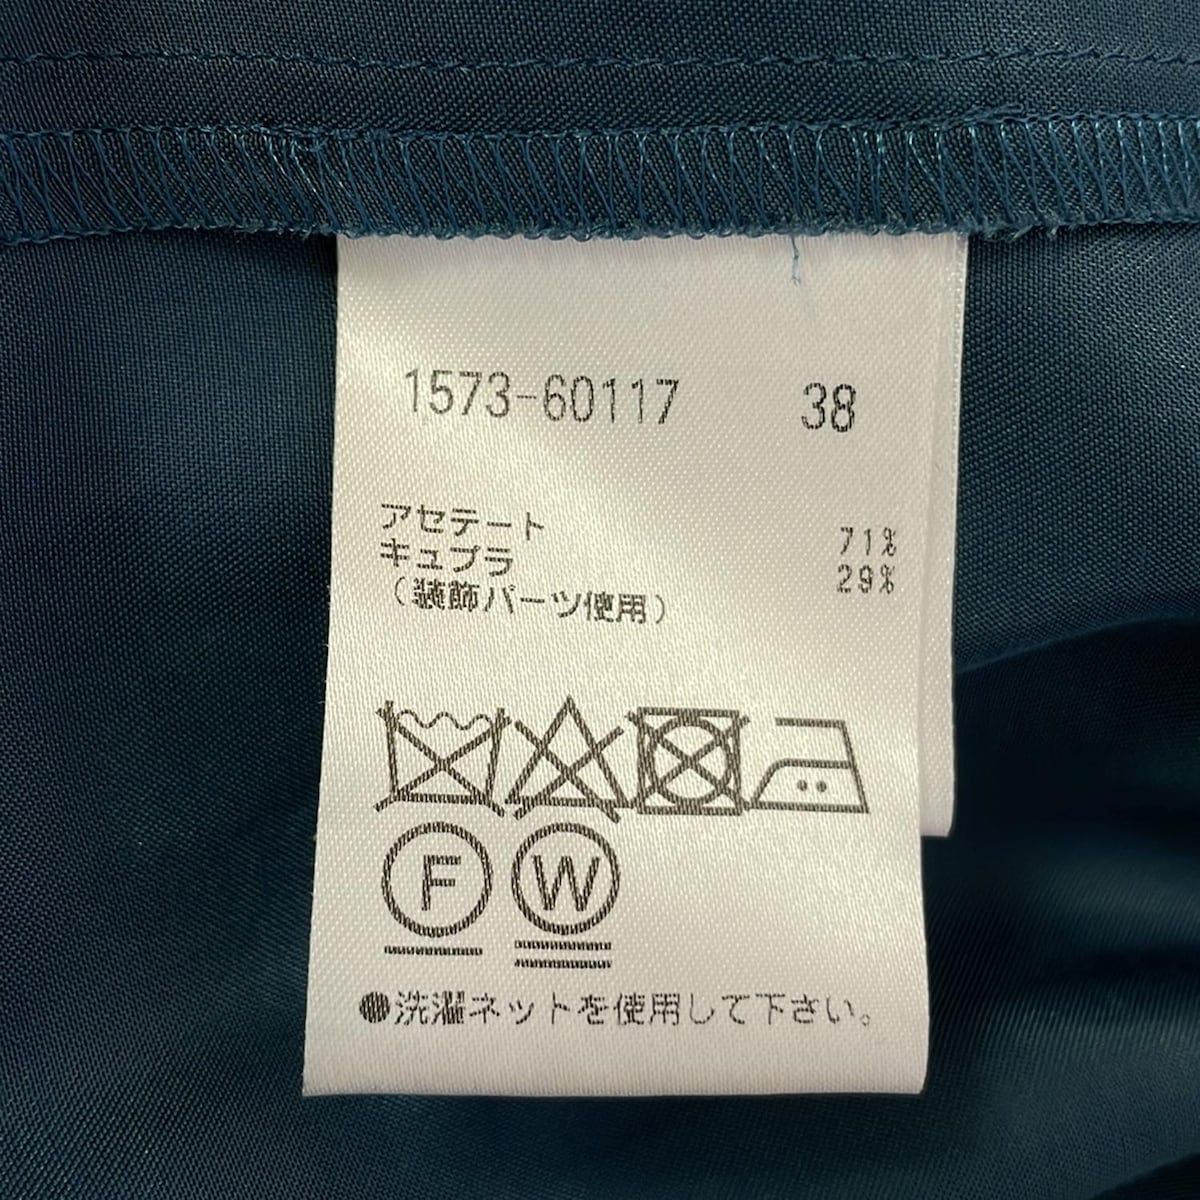 1573-60117 38
アセテート 71%
キュプラ 29%
(装飾パーツ使用)
F W
●洗濯ネットを使用して下さい。